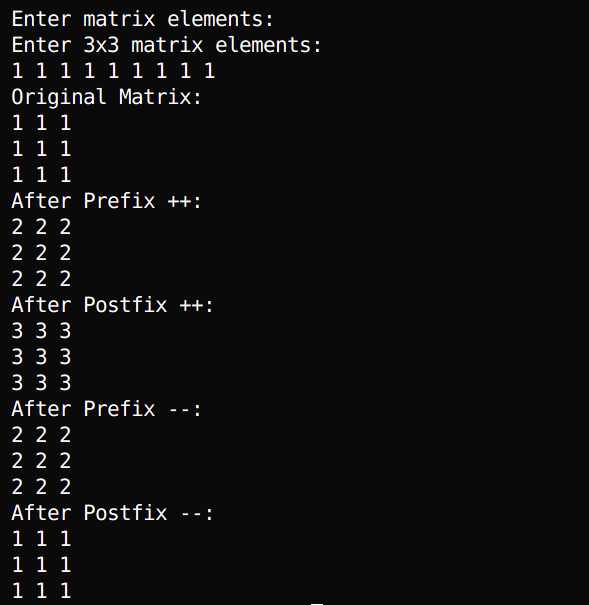 Enter matrix elements:
Enter 3x3 matrix elements:
1 1 1 1 1 1 1 1 1
Original Matrix:
1 1 1
1 1 1
1 1 1
After Prefix ++:
2 2 2
2 2 2
2 2 2
After Postfix ++:
3 3 3
3 3 3
3 3 3
After Prefix --:
2 2 2
2 2 2
2 2 2
After Postfix --:
1 1 1
1 1 1
1 1 1